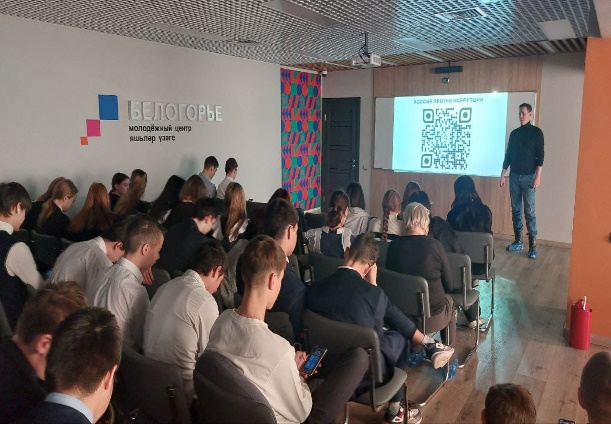 БЕЛОГОРЬЕ
молодёжный центр
яшьләр үзәге
РОССИЯ ПРОТИВ КОРРУПЦИИ